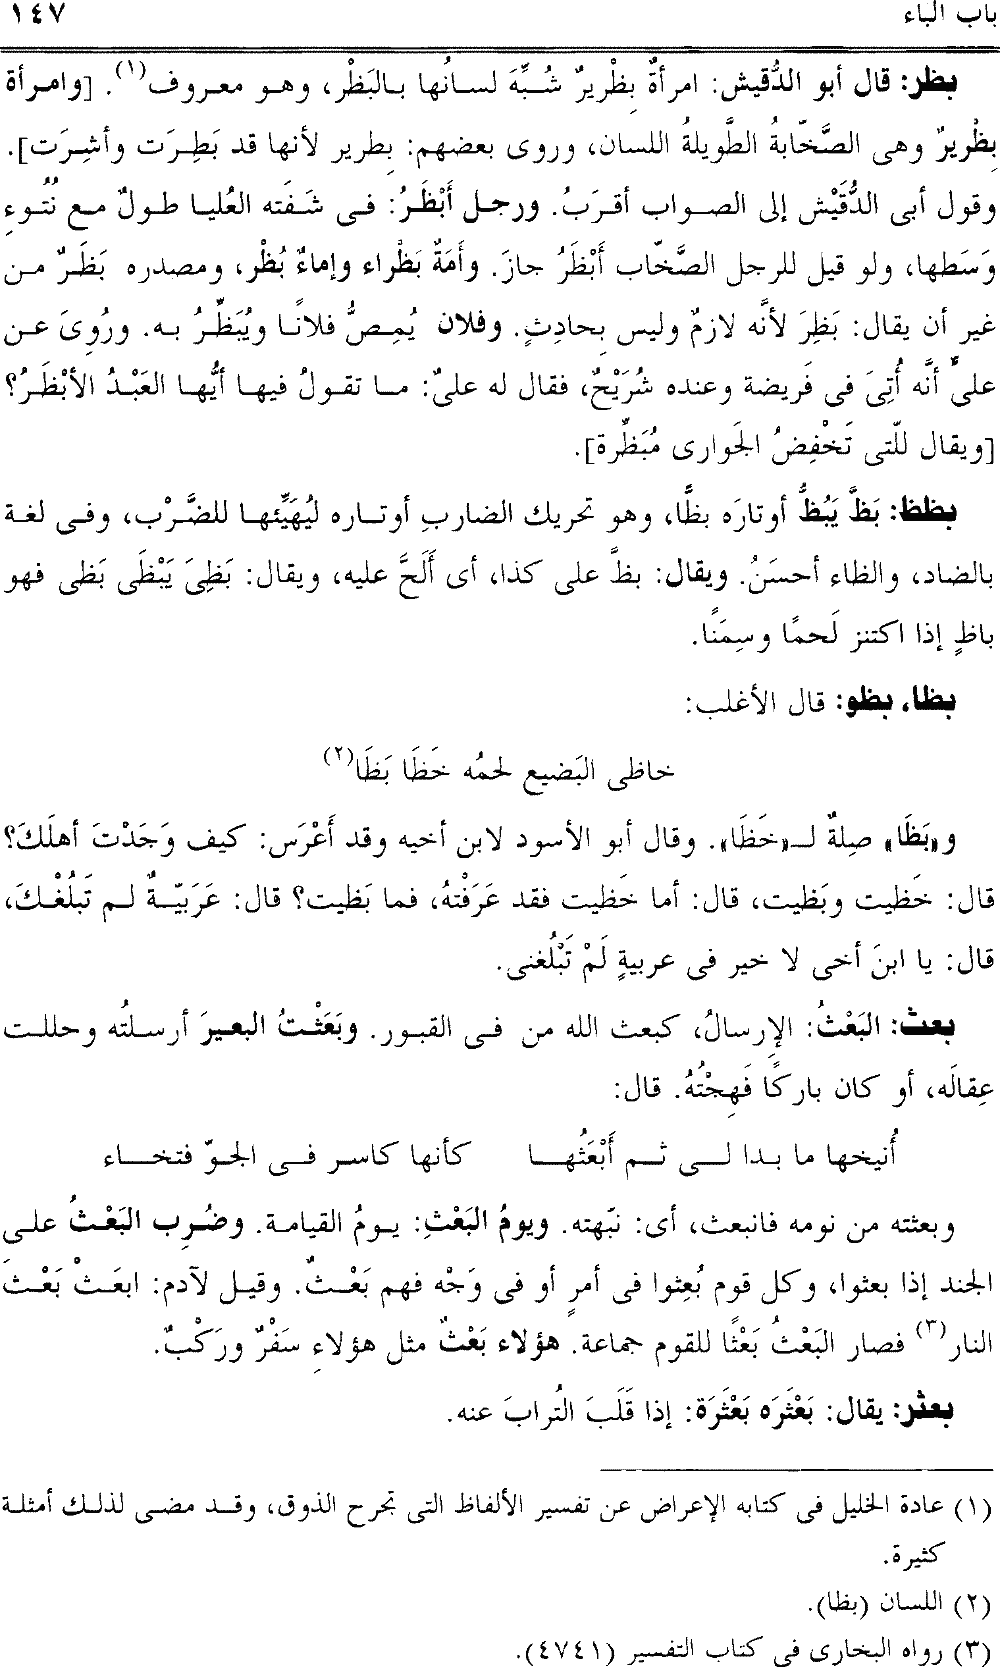 باب الباء ١٤٧
بظر: قال أبو الدُّقيش: امرأةٌ بِظْريرٌ شُبِّهَ لسانُها بالبَظْر، وهو معروف(١). [وامرأة
بِظْريرٌ وهى الصَّخّابةُ الطَّويلةُ اللسان، وروى بعضهم: بِطرير لأنها قد بَطِرَت وأشِرَت].
وقول أبى الدُّقَيْش إلى الصواب أقرَبُ. ورجل أَبْظَرُ: فى شَفَته العُليا طولٌ مع نُتُوءِ
وَسَطها، ولو قيل للرجل الصَّخّاب أَبْظَرُ جازَ. وأَمَةٌ بَظْراء وإماءٌ بُظْر، ومصدره بَظَرٌ من
غير أن يقال: بَظِرَ لأنَّه لازمٌ وليس بِحادِثٍ. وفلان يُمِصُّ فلانًا ويُبَظِّرُ به. ورُوِىَ عن
علىٍّ أنَّه أُتِىَ فى فَريضة وعنده شُرَيْحٌ، فقال له علىٌّ: ما تقولُ فيها أيُّها العَبْدُ الأبْظَرُ؟
[ويقال للّتى تَخْفِضُ الجَوارى مُبَظِّرة].
بظظ: بَظَّ يَبُظُّ أوتارَه بظًّا، وهو تحريك الضاربِ أوتاره ليُهَيِّئها للضَّرْب، وفى لغة
بالضاد، والظاء أحسَنُ. ويقال: بظَّ على كذا، أى أَلَحَّ عليه، ويقال: بَظِىَ يَبْظَى بَظى فهو
باظٍ إذا اكتنز لَحمًا وسِمَنًا.
بظا، بظو: قال الأغلب:
خاظى البَضيع لحمُه خَظَا بَظَا(٢)
و«بَظَا» صِلةٌ لـ«خَظَا». وقال أبو الأسود لابن أخيه وقد أَعْرَس: كيف وَجَدْتَ أهلَكَ؟
قال: حَظيت وبَظيت، قال: أما حَظيت فقد عَرَفْتهُ، فما بَظيت؟ قال: عَرَبيّةٌ لم تَبلُغْكَ،
قال: يا ابنَ أخى لا خير فى عربيةٍ لَمْ تَبْلُغنى.
بعث: البَعْثُ: الإِرسالُ، كبعث الله من فى القبور. وبَعَثْتُ البعيرَ أرسلتُه وحللت
عِقالَه، أو كان باركًا فَهِجْتُهُ. قال:
أُنيخها ما بدا لى ثم أَبْعَثُها كأنها كاسر فى الجوّ فتخاء
وبعثته من نومه فانبعث، أى: نبّهته. ويومُ البَعْثِ: يومُ القيامة. وضُرِب البَعْثُ على
الجند إذا بعثوا، وكل قوم بُعِثوا فى أمرٍ أو فى وَجْه فهم بَعْثٌ. وقيل لآدم: ابعَثْ بَعْثَ
النار(٣) فصار البَعْثُ بَعْثًا للقوم جماعة. هؤلاء بَعْثٌ مثل هؤلاءِ سَفْرٌ ورَكْبٌ.
بعثر: يقال: بَعْثَرَه بَعْثَرَة: إذا قَلَبَ التُرابَ عنه.
(١) عادة الخليل فى كتابه الإعراض عن تفسير الألفاظ التى تجرح الذوق، وقد مضى لذلك أمثلة
كثيرة.
(٢) اللسان (بظا).
(٣) رواه البخارى فى كتاب التفسير (٤٧٤١).